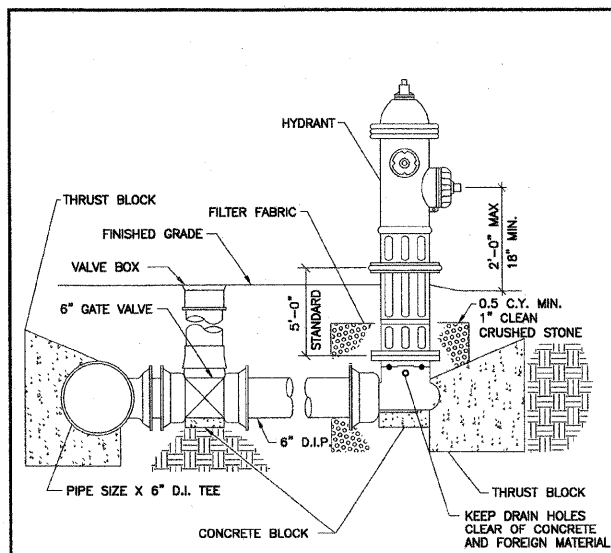 HYDRANT
THRUST BLOCK
FILTER FABRIC
FINISHED GRADE
VALVE BOX
6" GATE VALVE
5'-0"
STANDARD
2'-0" MAX
18" MIN.
0.5 C.Y. MIN.
1" CLEAN
CRUSHED STONE
6" D.I.P.
PIPE SIZE X 6" D.I. TEE
CONCRETE BLOCK
THRUST BLOCK
KEEP DRAIN HOLES
CLEAR OF CONCRETE
AND FOREIGN MATERIAL